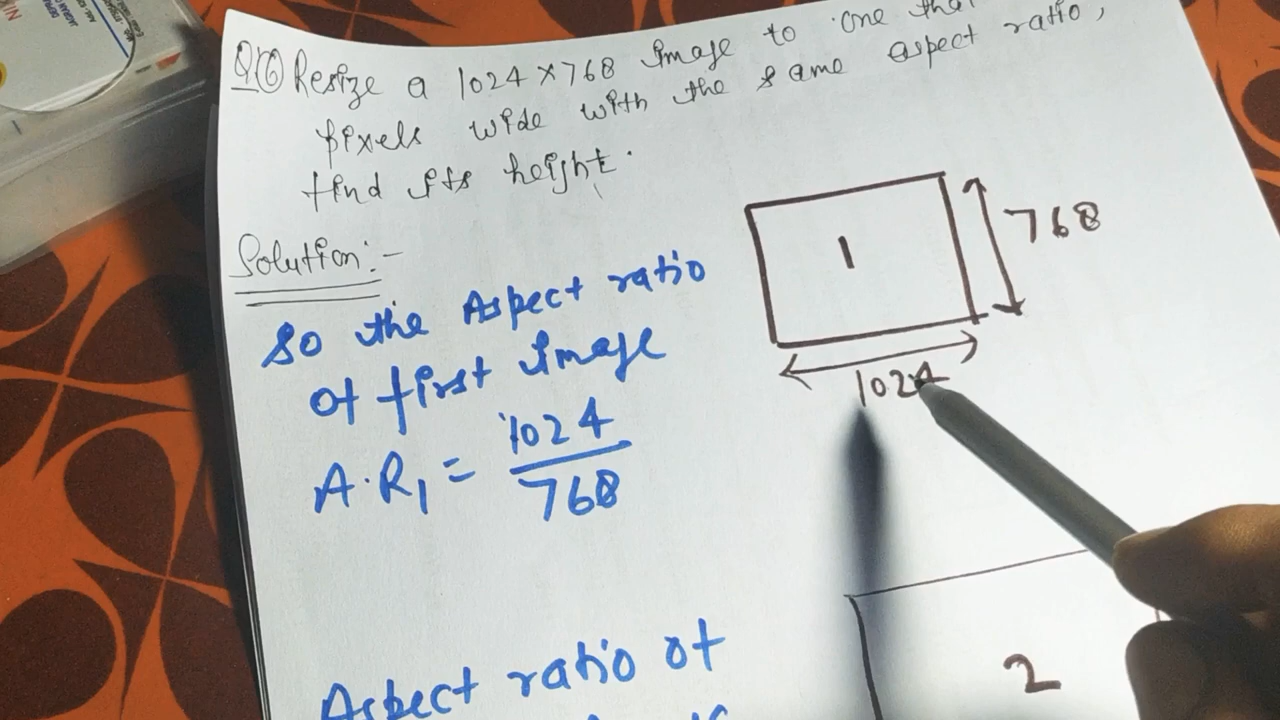 Q(6) Resize a 1024 × 768 image to one that
pixels wide with the same aspect ratio,
find its height.
Solution:-
768
1
1024
So the Aspect ratio
of first image
A.R₁ = 1024
768
2
Aspect ratio of